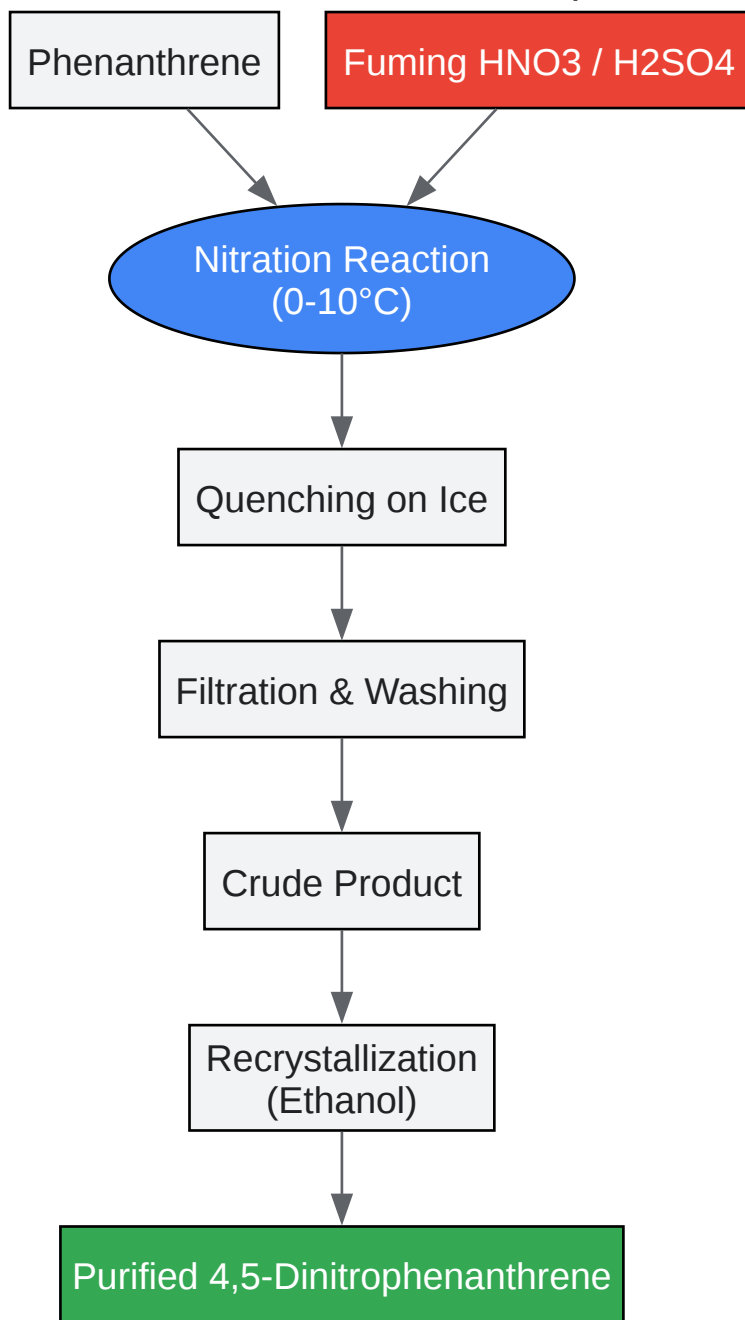 Phenanthrene
Fuming HNO3 / H2SO4
Nitration Reaction
(0-10°C)
Quenching on Ice
Filtration & Washing
Crude Product
Recrystallization
(Ethanol)
Purified 4,5-Dinitrophenanthrene